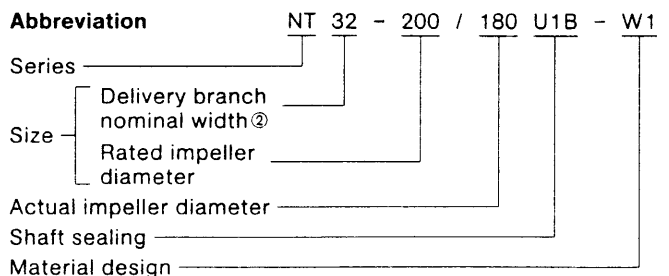 Abbreviation NT 32 - 200 / 180 U1B - W1
Series
Delivery branch
nominal width②
Size
Rated impeller
diameter
Actual impeller diameter
Shaft sealing
Material design